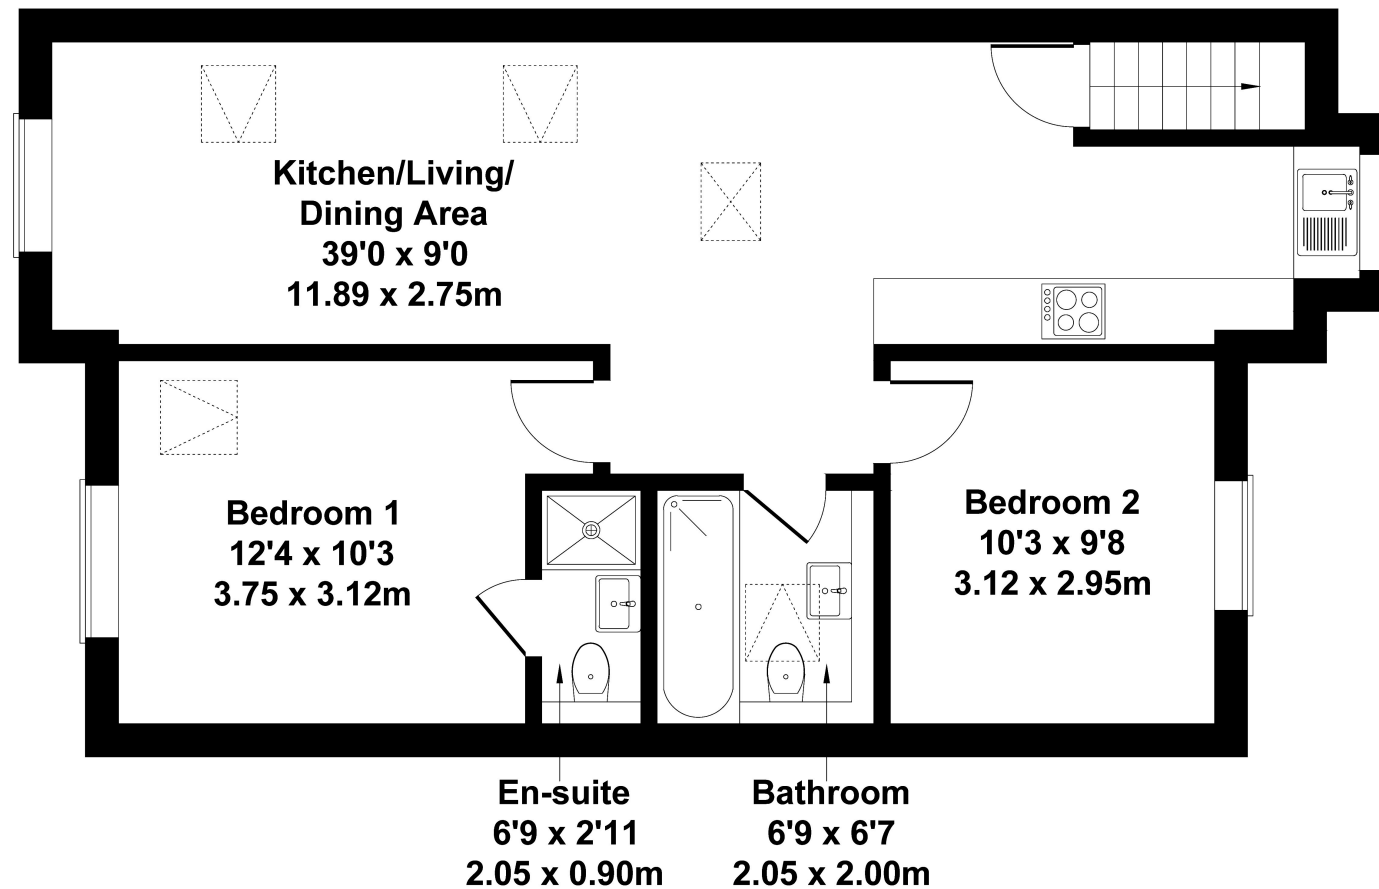 Kitchen/Living/
Dining Area
39'0 x 9'0
11.89 x 2.75m
Bedroom 1
12'4 x 10'3
3.75 x 3.12m
Bedroom 2
10'3 x 9'8
3.12 x 2.95m
En-suite
6'9 x 2'11
2.05 x 0.90m
Bathroom
6'9 x 6'7
2.05 x 2.00m